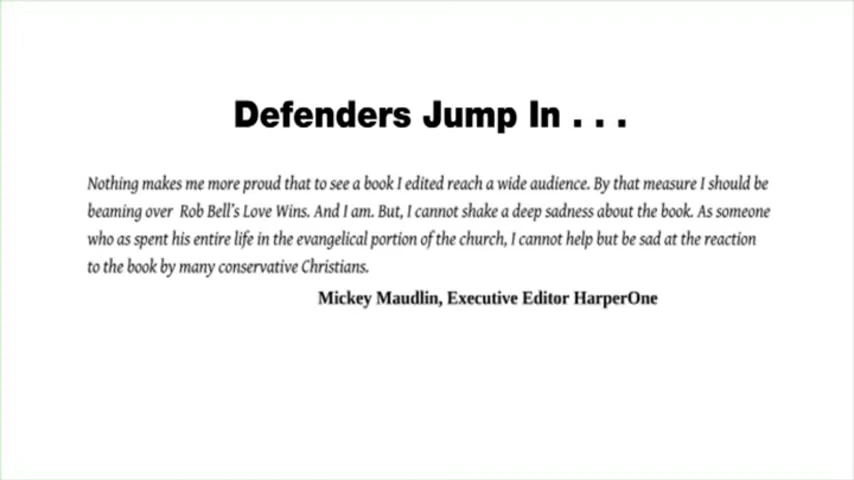 Defenders Jump In . . .
Nothing makes me more proud that to see a book I edited reach a wide audience. By that measure I should be
beaming over Rob Bell's Love Wins. And I am. But, I cannot shake a deep sadness about the book. As someone
who as spent his entire life in the evangelical portion of the church, I cannot help but be sad at the reaction
to the book by many conservative Christians.
Mickey Maudlin, Executive Editor HarperOne